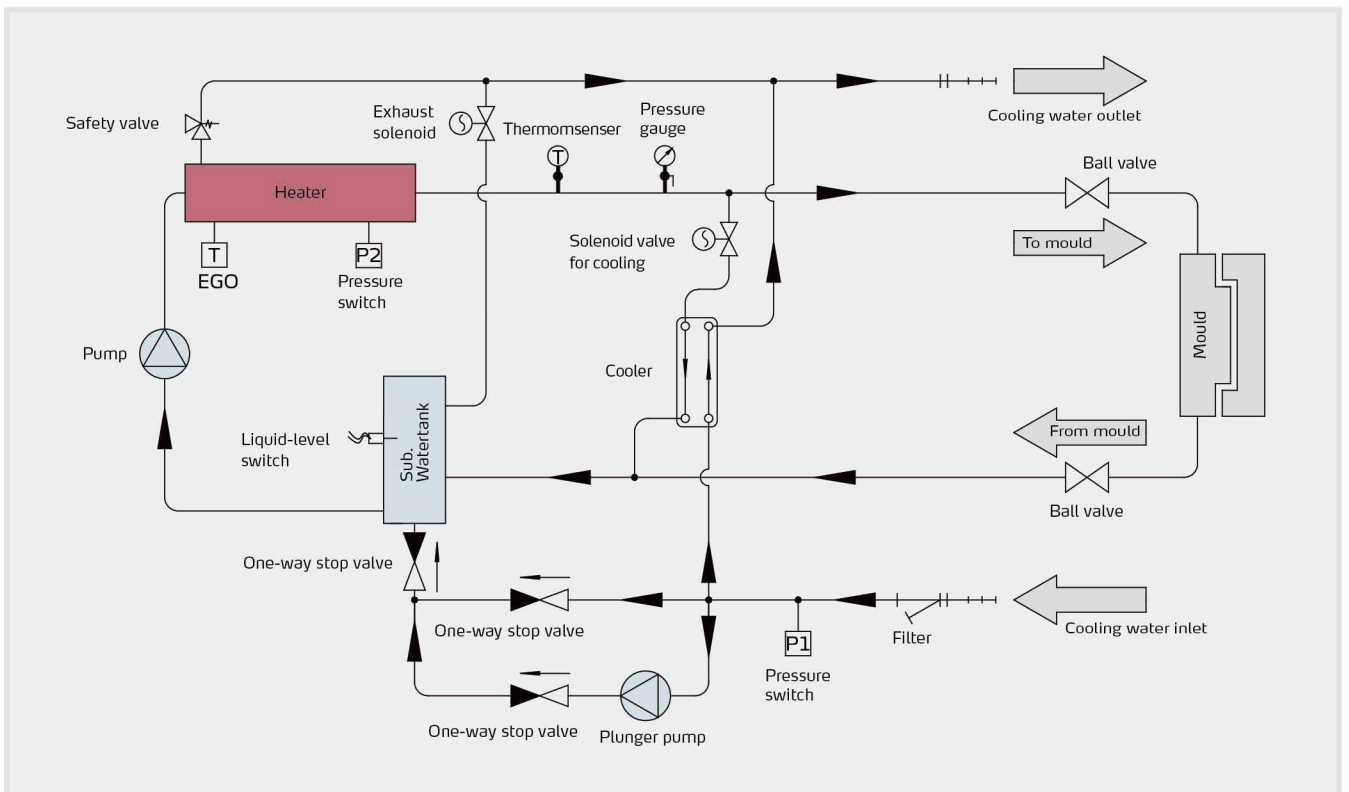 Cooling water outlet
Safety valve
Exhaust
solenoid
Thermomsenser
Pressure
gauge
Ball valve
Heater
T
T
EGO
P2
Pressure
switch
Solenoid valve
for cooling
To mould
Pump
Cooler
Mould
Liquid-level
switch
Sub.
Watertank
From mould
Ball valve
One-way stop valve
One-way stop valve
P1
Pressure
switch
Filter
Cooling water inlet
One-way stop valve
Plunger pump